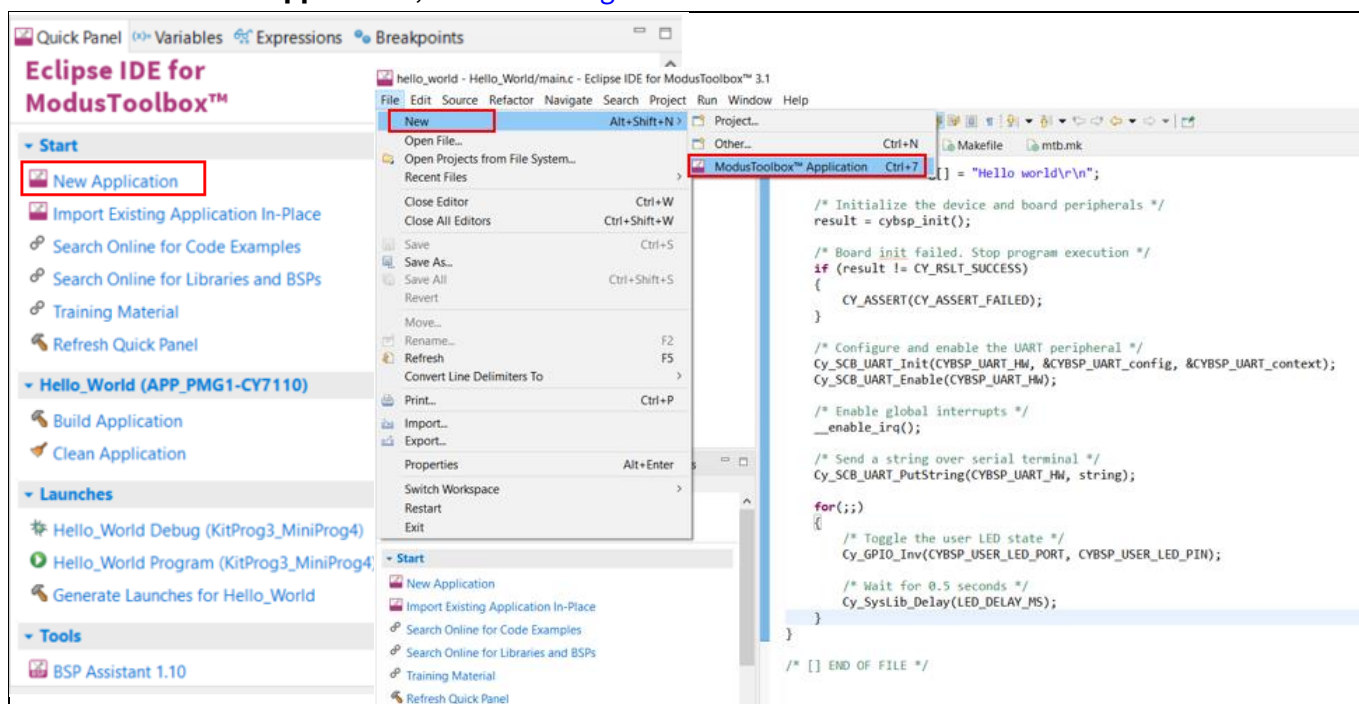 Quick Panel (x)= Variables Expressions Breakpoints
Eclipse IDE for
ModusToolbox™
Start
New Application
Import Existing Application In-Place
Search Online for Code Examples
Search Online for Libraries and BSPs
Training Material
Refresh Quick Panel
Hello_World (APP_PMG1-CY7110)
Build Application
Clean Application
Launches
Hello_World Debug (KitProg3_MiniProg4)
Hello_World Program (KitProg3_MiniProg4)
Generate Launches for Hello_World
Tools
BSP Assistant 1.10
hello_world - Hello_World/main.c - Eclipse IDE for ModusToolbox™ 3.1
File Edit Source Refactor Navigate Search Project Run Window Help
New Alt+Shift+N >
Open File...
Open Projects from File System...
Recent Files >
Close Editor Ctrl+W
Close All Editors Ctrl+Shift+W
Save Ctrl+S
Save As...
Save All Ctrl+Shift+S
Revert
Move...
Rename... F2
Refresh F5
Convert Line Delimiters To >
Print... Ctrl+P
Import...
Export...
Properties Alt+Enter
Switch Workspace >
Restart
Exit
Project...
Other... Ctrl+N
ModusToolbox™ Application Ctrl+7
Start
New Application
Import Existing Application In-Place
Search Online for Code Examples
Search Online for Libraries and BSPs
Training Material
Refresh Quick Panel
Makefile mtb.mk
[] = "Hello world\r\n";
/* Initialize the device and board peripherals */
result = cybsp_init();
/* Board init failed. Stop program execution */
if (result != CY_RSLT_SUCCESS)
{
CY_ASSERT(CY_ASSERT_FAILED);
}
/* Configure and enable the UART peripheral */
Cy_SCB_UART_Init(CYBSP_UART_HW, &CYBSP_UART_config, &CYBSP_UART_context);
Cy_SCB_UART_Enable(CYBSP_UART_HW);
/* Enable global interrupts */
__enable_irq();
/* Send a string over serial terminal */
Cy_SCB_UART_PutString(CYBSP_UART_HW, string);
for(;;)
{
/* Toggle the user LED state */
Cy_GPIO_Inv(CYBSP_USER_LED_PORT, CYBSP_USER_LED_PIN);
/* Wait for 0.5 seconds */
Cy_SysLib_Delay(LED_DELAY_MS);
}
}
/* [] END OF FILE */